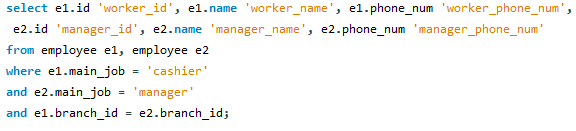 select e1.id 'worker_id', e1.name 'worker_name', e1.phone_num 'worker_phone_num',
e2.id 'manager_id', e2.name 'manager_name', e2.phone_num 'manager_phone_num'
from employee e1, employee e2
where e1.main_job = 'cashier'
and e2.main_job = 'manager'
and e1.branch_id = e2.branch_id;